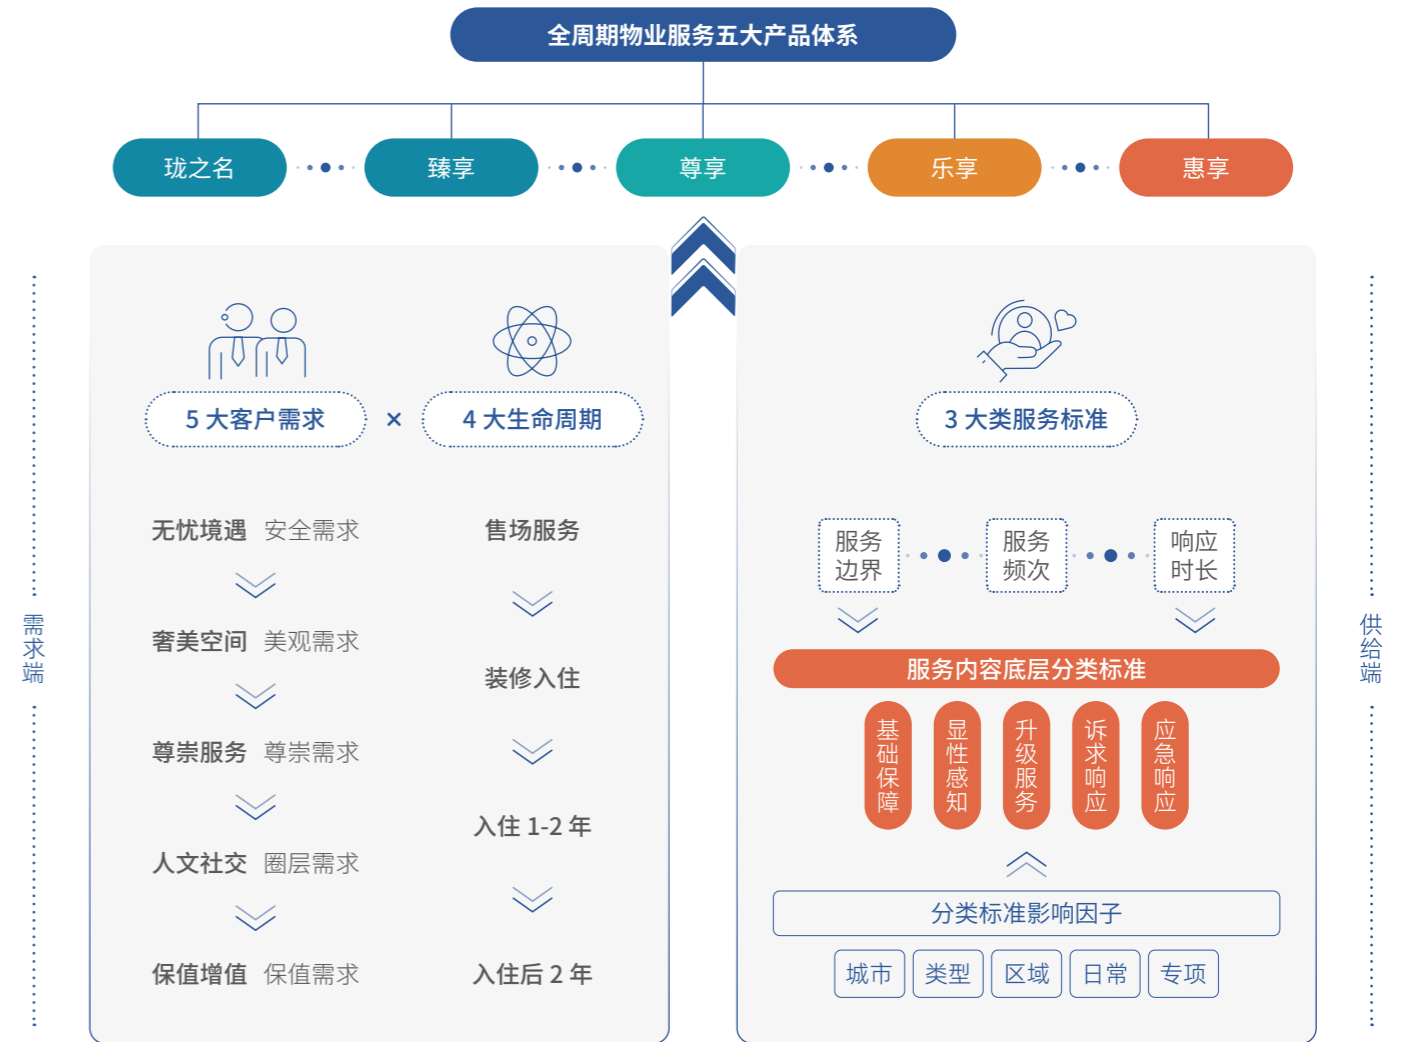 全周期物业服务五大产品体系
珑之名
臻享
尊享
乐享
惠享
5 大客户需求 × 4 大生命周期
无忧境遇 安全需求
奢美空间 美观需求
尊崇服务 尊崇需求
人文社交 圈层需求
保值增值 保值需求
售场服务
装修入住
入住 1-2 年
入住后 2 年
需求端
3 大类服务标准
服务
边界
服务
频次
响应
时长
服务内容底层分类标准
基础保障
显性感知
升级服务
诉求响应
应急响应
分类标准影响因子
城市
类型
区域
日常
专项
供给端